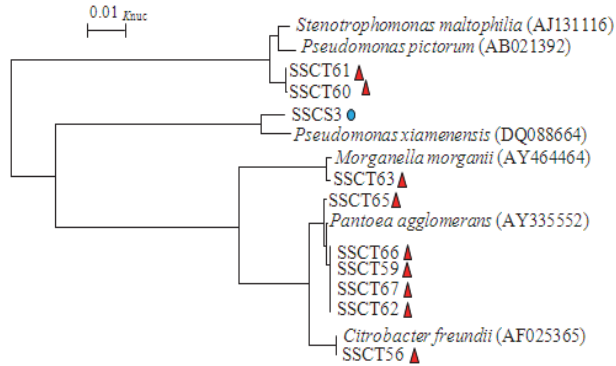 0.01 Knuc
Stenotrophomonas maltophilia (AJ131116)
Pseudomonas pictorum (AB021392)
SSCT61
SSCT60
SSCS3
Pseudomonas xiamenensis (DQ088664)
Morganella morganii (AY464464)
SSCT63
SSCT65
Pantoea agglomerans (AY335552)
SSCT66
SSCT59
SSCT67
SSCT62
Citrobacter freundii (AF025365)
SSCT56